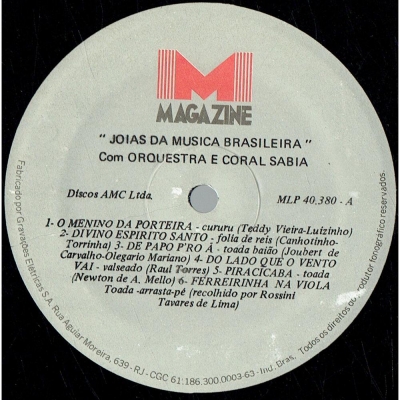 MAGAZINE
" JOIAS DA MUSICA BRASILEIRA "
Com ORQUESTRA E CORAL SABIA
Discos AMC Ltda.
MLP 40.380 - A
1- O MENINO DA PORTEIRA - cururu (Teddy Vieira-Luizinho)
2- DIVINO ESPIRITO SANTO - folia de reis (Canhotinho-
Torrinha) 3- DE PAPO P'RO Ã - toada baião (Joubert de
Carvalho-Olegario Mariano) 4- DO LADO QUE O VENTO
VAI - valseado (Raul Torres) 5- PIRACICABA - toada
(Newton de A. Mello) 6- FERREIRINHA NA VIOLA
Toada -arrasta-pé (recolhido por Rossini
Tavares de Lima)
Fabricado por Gravações Elétricas S.A. Rua Aguiar Moreira, 639 - RJ - CGC 61.186.300.0003-63 - Ind. Bras. Todos os direitos do produtor fonográfico reservados.